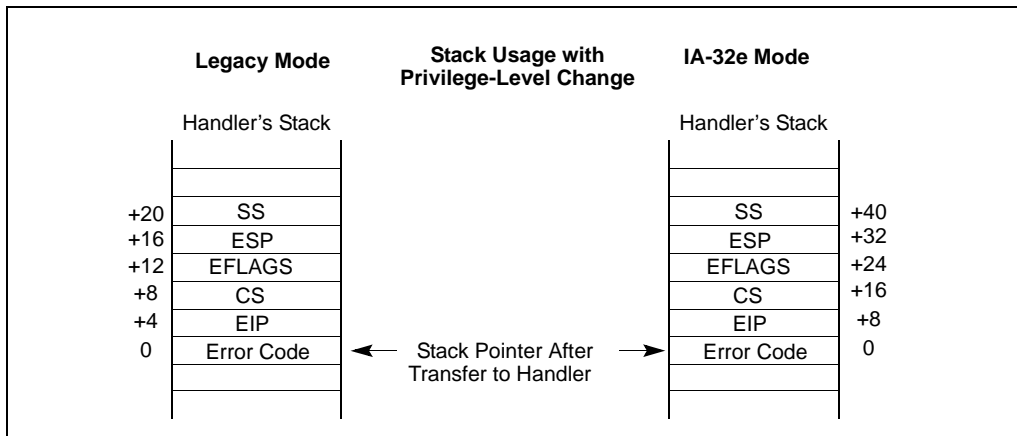 Legacy Mode
Stack Usage with
Privilege-Level Change
IA-32e Mode
Handler's Stack
Handler's Stack
+20 SS SS +40
+16 ESP ESP +32
+12 EFLAGS EFLAGS +24
+8 CS CS +16
+4 EIP EIP +8
0 Error Code Error Code 0
Stack Pointer After
Transfer to Handler